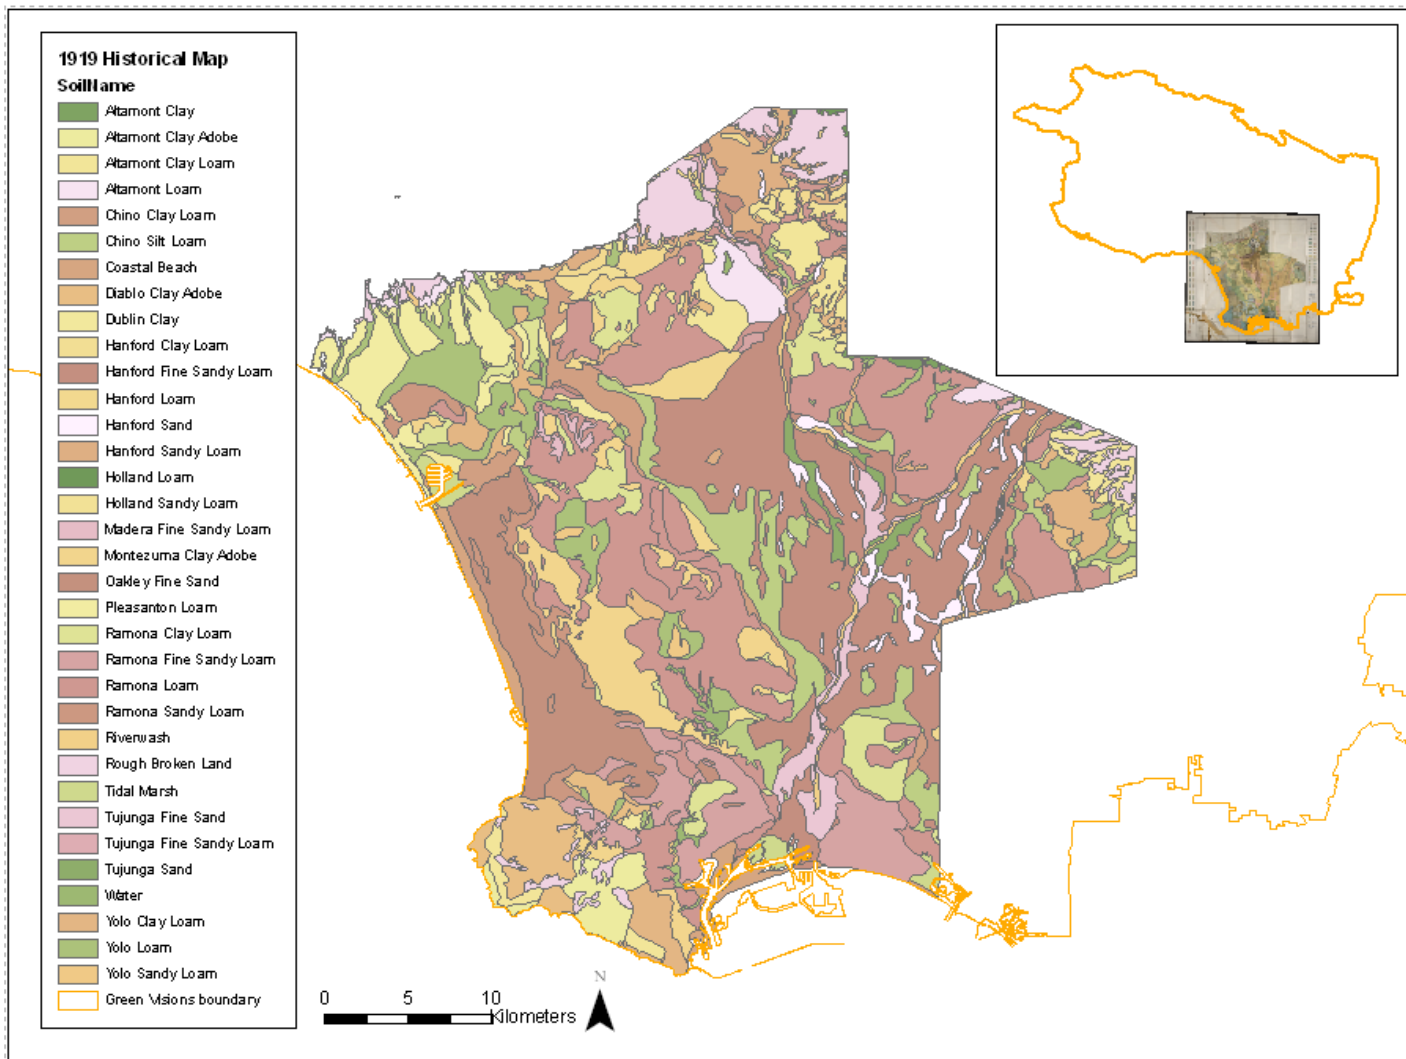 1919 Historical Map
SoilName
Altamont Clay
Altamont Clay Adobe
Altamont Clay Loam
Altamont Loam
Chino Clay Loam
Chino Silt Loam
Coastal Beach
Diablo Clay Adobe
Dublin Clay
Hanford Clay Loam
Hanford Fine Sandy Loam
Hanford Loam
Hanford Sand
Hanford Sandy Loam
Holland Loam
Holland Sandy Loam
Madera Fine Sandy Loam
Montezuma Clay Adobe
Oakley Fine Sand
Pleasanton Loam
Ramona Clay Loam
Ramona Fine Sandy Loam
Ramona Loam
Ramona Sandy Loam
Riverwash
Rough Broken Land
Tidal Marsh
Tujunga Fine Sand
Tujunga Fine Sandy Loam
Tujunga Sand
Water
Yolo Clay Loam
Yolo Loam
Yolo Sandy Loam
Green Visions boundary
0 5 10
Kilometers
N